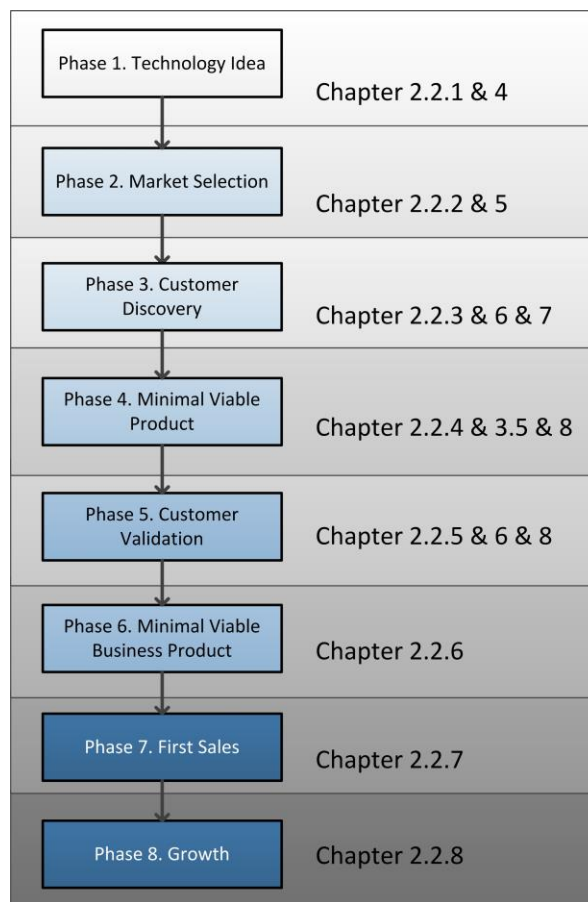 Phase 1. Technology Idea
Chapter 2.2.1 & 4
Phase 2. Market Selection
Chapter 2.2.2 & 5
Phase 3. Customer
Discovery
Chapter 2.2.3 & 6 & 7
Phase 4. Minimal Viable
Product
Chapter 2.2.4 & 3.5 & 8
Phase 5. Customer
Validation
Chapter 2.2.5 & 6 & 8
Phase 6. Minimal Viable
Business Product
Chapter 2.2.6
Phase 7. First Sales
Chapter 2.2.7
Phase 8. Growth
Chapter 2.2.8